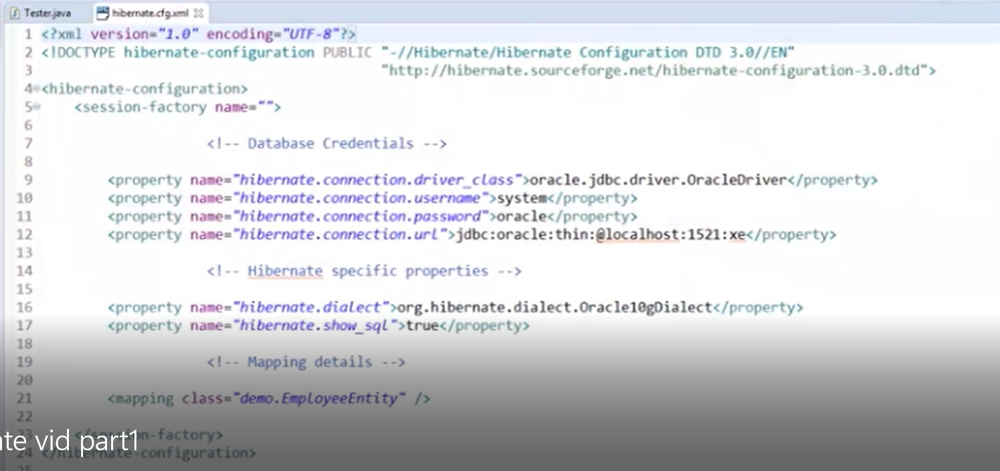 Tester.java hibernate.cfg.xml
1 <?xml version="1.0" encoding="UTF-8"?>
2 <!DOCTYPE hibernate-configuration PUBLIC "-//Hibernate/Hibernate Configuration DTD 3.0//EN"
3 "http://hibernate.sourceforge.net/hibernate-configuration-3.0.dtd">
4 <hibernate-configuration>
5 <session-factory name="">
6
7 <!-- Database Credentials -->
8
9 <property name="hibernate.connection.driver_class">oracle.jdbc.driver.OracleDriver</property>
10 <property name="hibernate.connection.username">system</property>
11 <property name="hibernate.connection.password">oracle</property>
12 <property name="hibernate.connection.url">jdbc:oracle:thin:@localhost:1521:xe</property>
13
14 <!-- Hibernate specific properties -->
15
16 <property name="hibernate.dialect">org.hibernate.dialect.Oracle10gDialect</property>
17 <property name="hibernate.show_sql">true</property>
18
19 <!-- Mapping details -->
20
21 <mapping class="demo.EmployeeEntity" />
22
23 </session-factory>
ate vid part1
24 </hibernate-configuration>
25